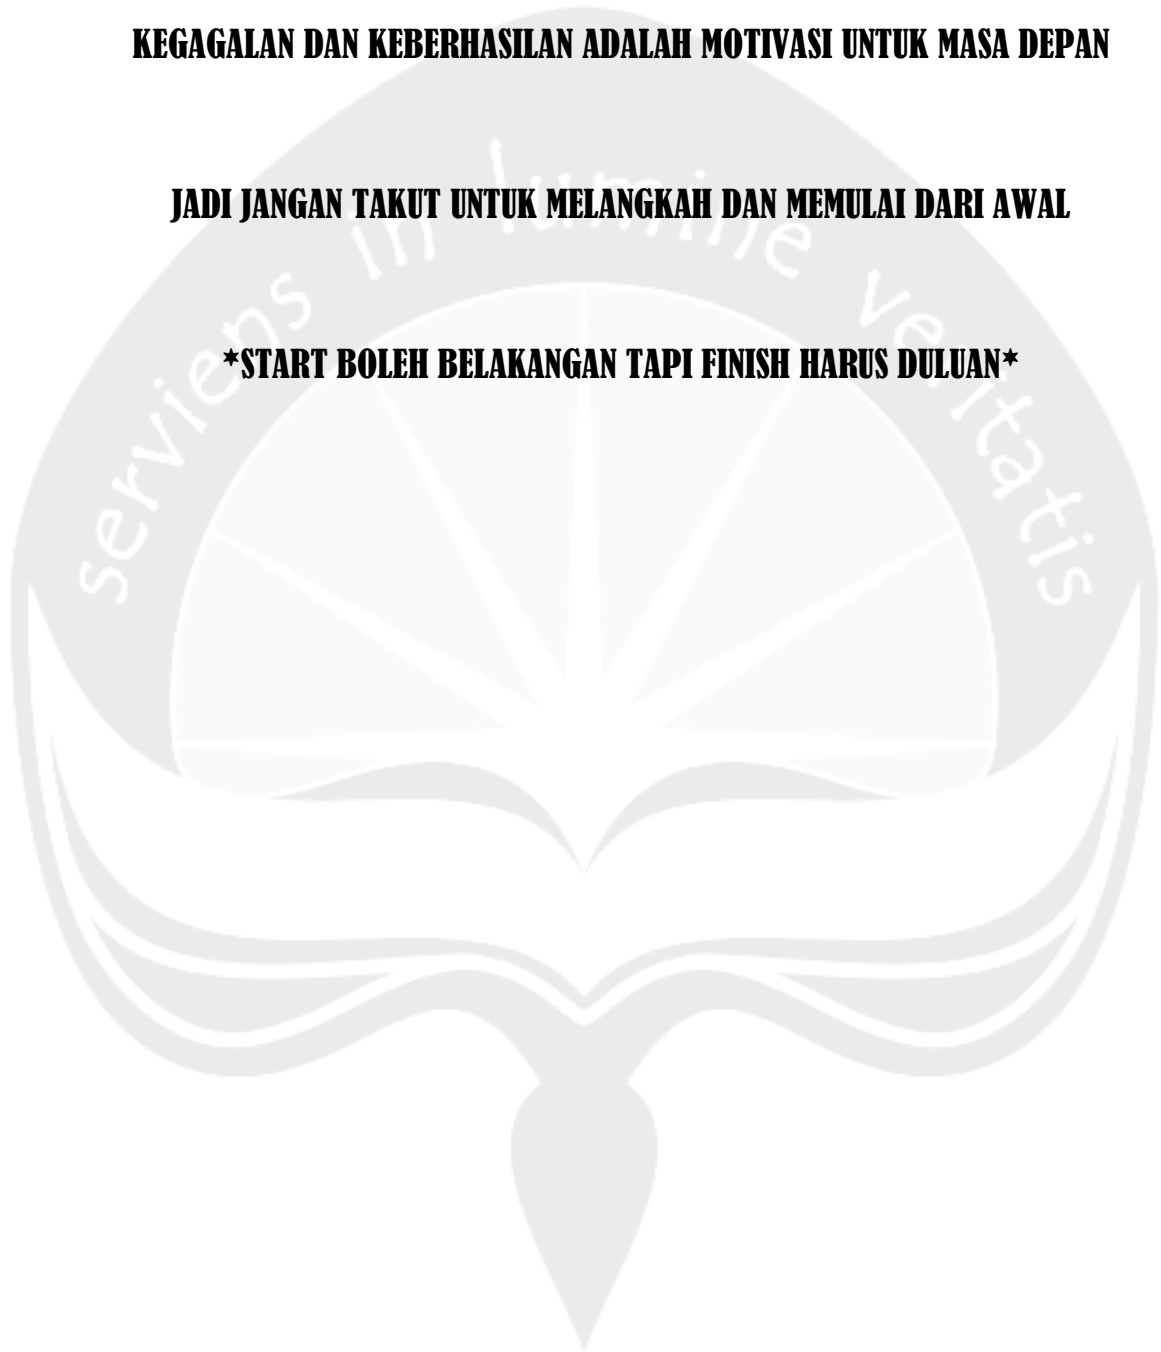 KEGAGALAN DAN KEBERHASILAN ADALAH MOTIVASI UNTUK MASA DEPAN
JADI JANGAN TAKUT UNTUK MELANGKAH DAN MEMULAI DARI AWAL
*START BOLEH BELAKANGAN TAPI FINISH HARUS DULUAN*
serviens in lumine veritatis